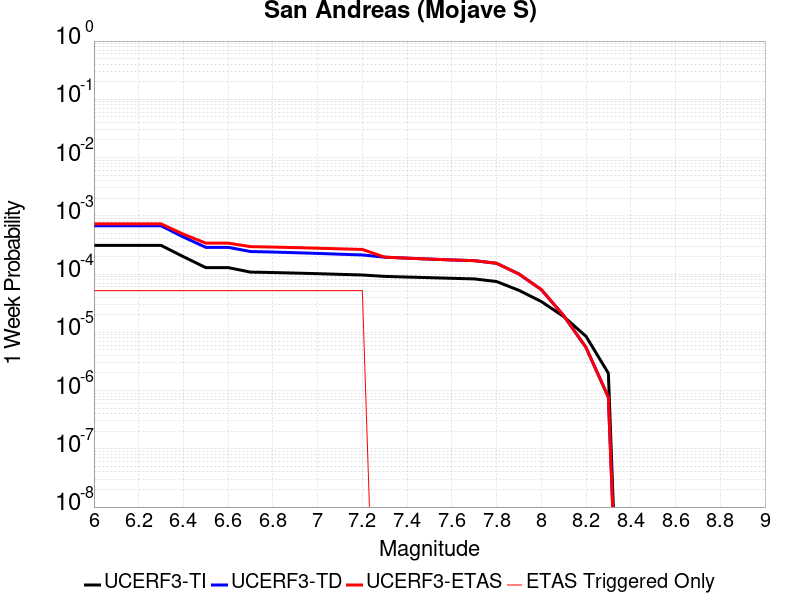 San Andreas (Mojave S)
10^0
10^-1
10^-2
10^-3
10^-4
10^-5
10^-6
10^-7
10^-8
1 Week Probability
6 6.2 6.4 6.6 6.8 7 7.2 7.4 7.6 7.8 8 8.2 8.4 8.6 8.8 9
Magnitude
UCERF3-TI UCERF3-TD UCERF3-ETAS ETAS Triggered Only